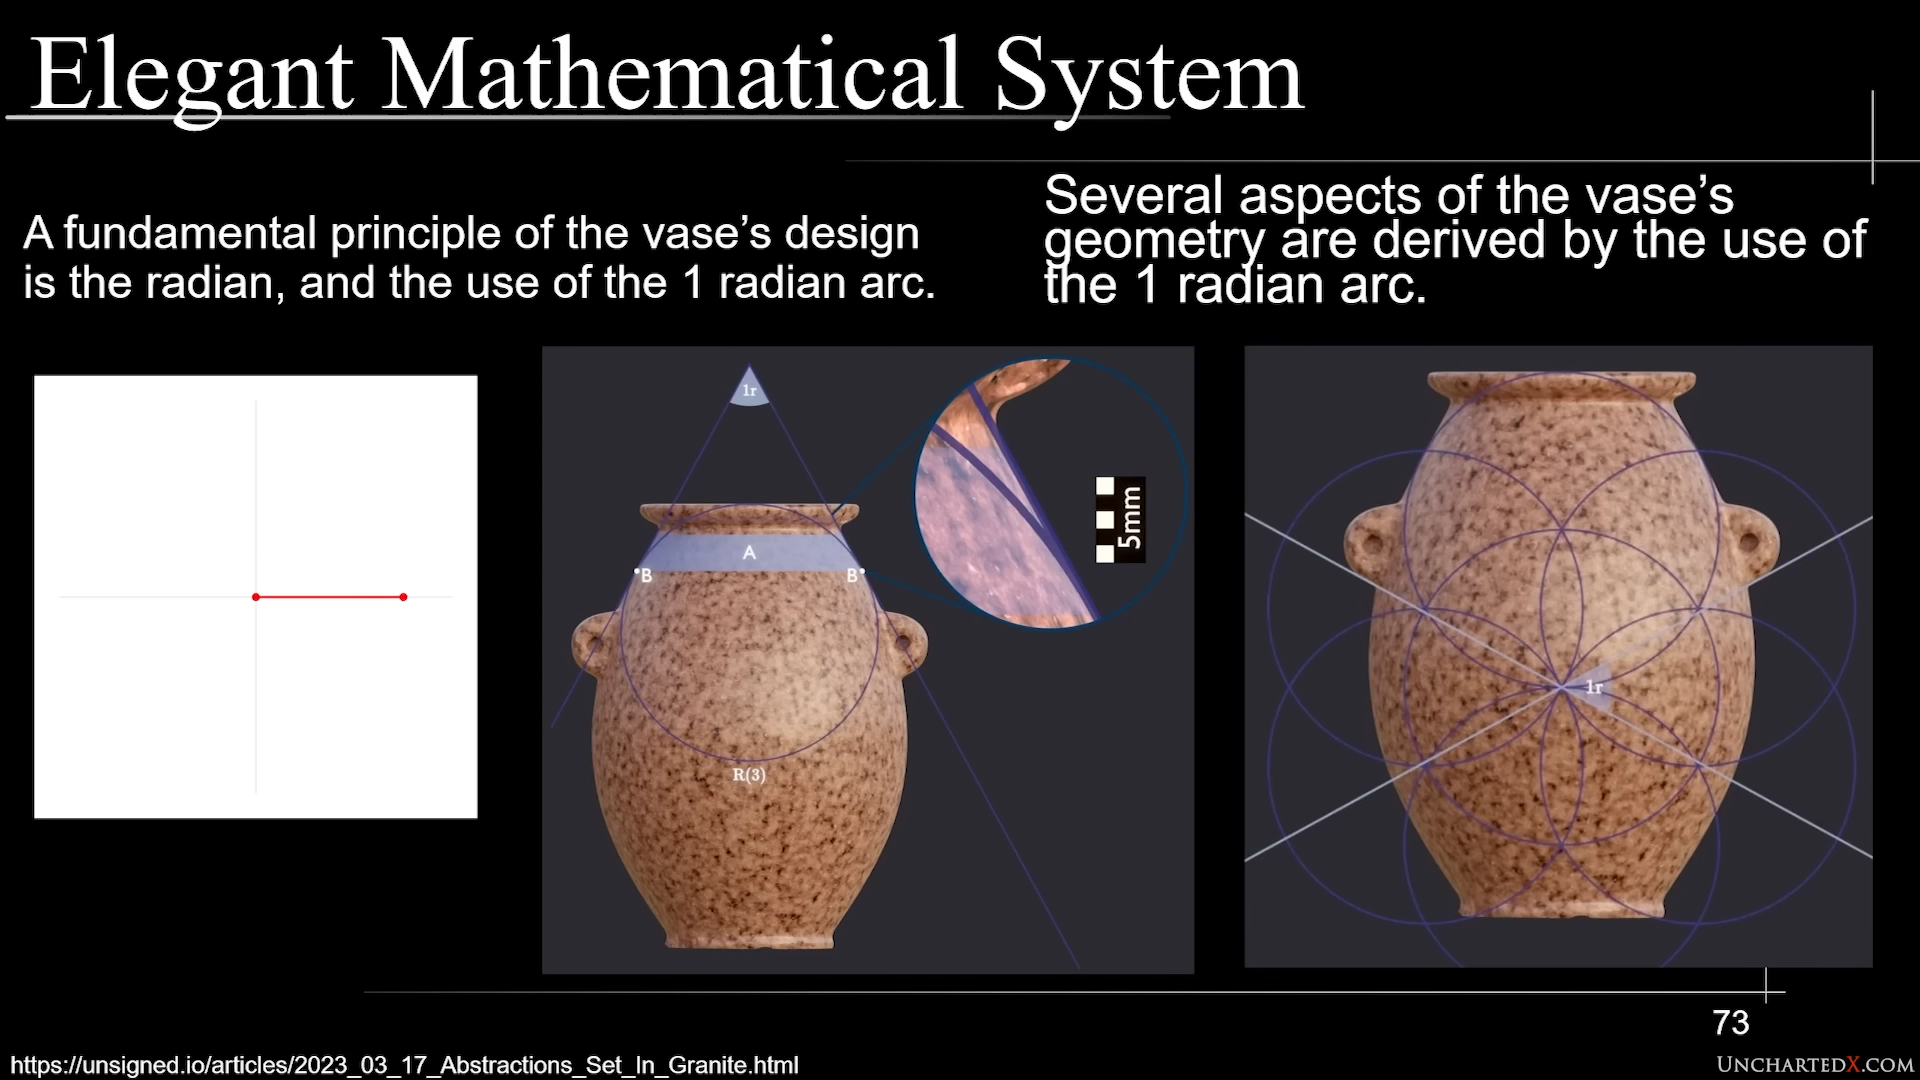 Elegant Mathematical System
A fundamental principle of the vase’s design
is the radian, and the use of the 1 radian arc.
Several aspects of the vase’s
geometry are derived by the use of
the 1 radian arc.
1r
A
B
B
R(3)
5mm
1r
73
https://unsigned.io/articles/2023_03_17_Abstractions_Set_In_Granite.html
UNCHARTEDX.COM